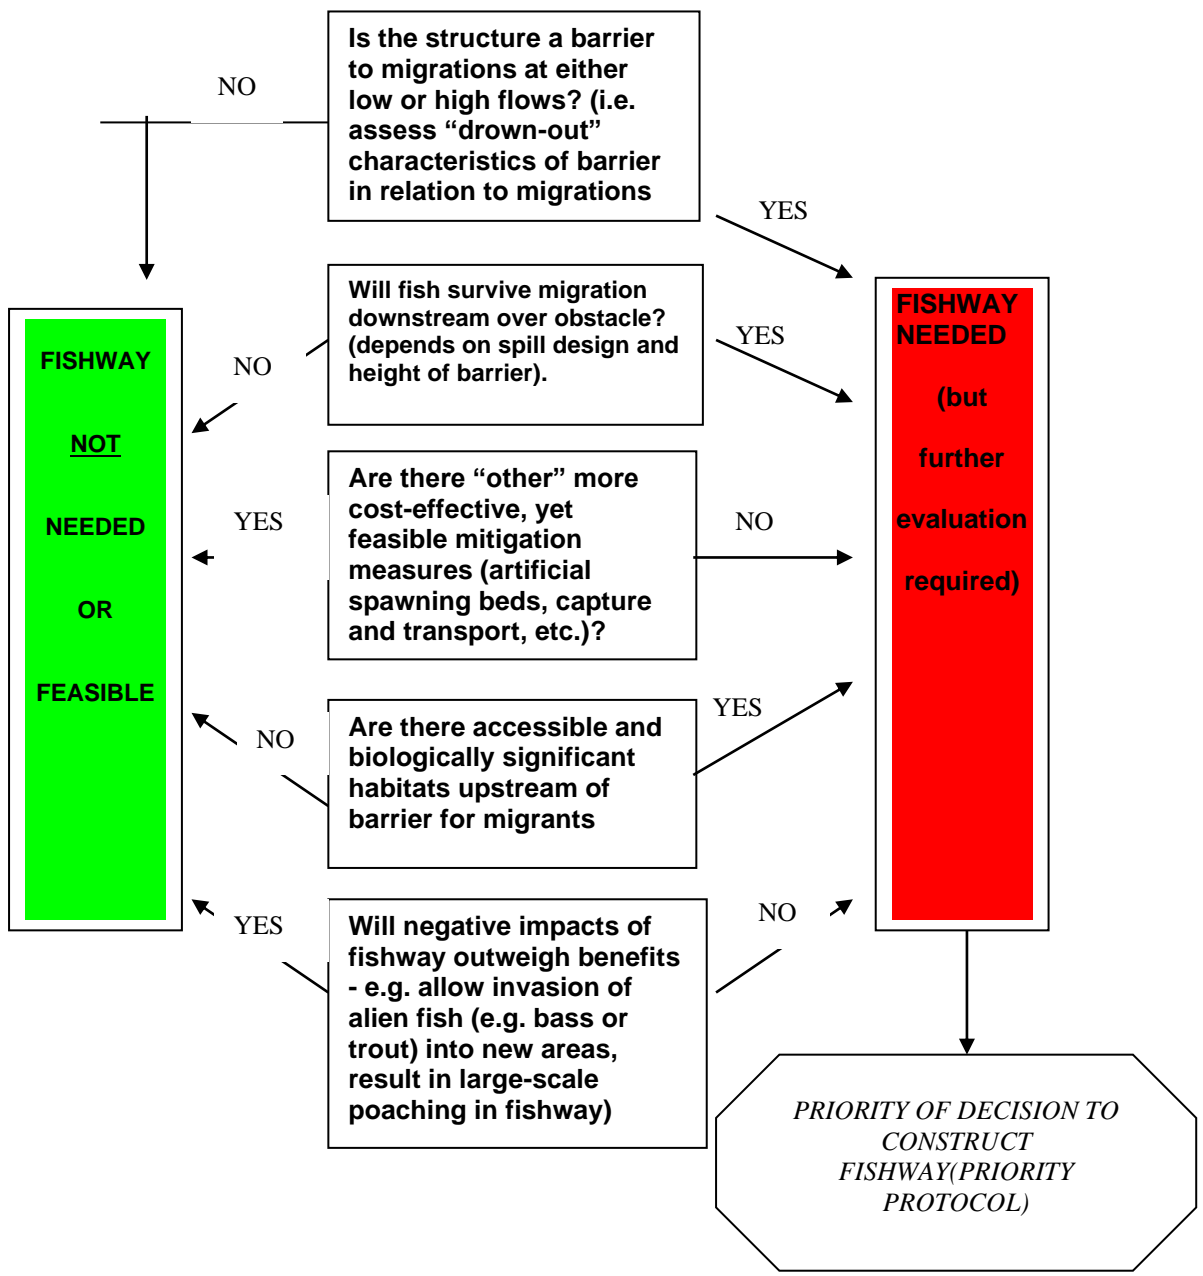 Is the structure a barrier
to migrations at either
low or high flows? (i.e.
assess “drown-out”
characteristics of barrier
in relation to migrations
NO
YES
Will fish survive migration
downstream over obstacle?
(depends on spill design and
height of barrier).
NO
YES
Are there “other” more
cost-effective, yet
feasible mitigation
measures (artificial
spawning beds, capture
and transport, etc.)?
YES
NO
Are there accessible and
biologically significant
habitats upstream of
barrier for migrants
NO
YES
Will negative impacts of
fishway outweigh benefits
- e.g. allow invasion of
alien fish (e.g. bass or
trout) into new areas,
result in large-scale
poaching in fishway)
YES
NO
FISHWAY
NOT
NEEDED
OR
FEASIBLE
FISHWAY
NEEDED
(but
further
evaluation
required)
PRIORITY OF DECISION TO
CONSTRUCT
FISHWAY(PRIORITY
PROTOCOL)